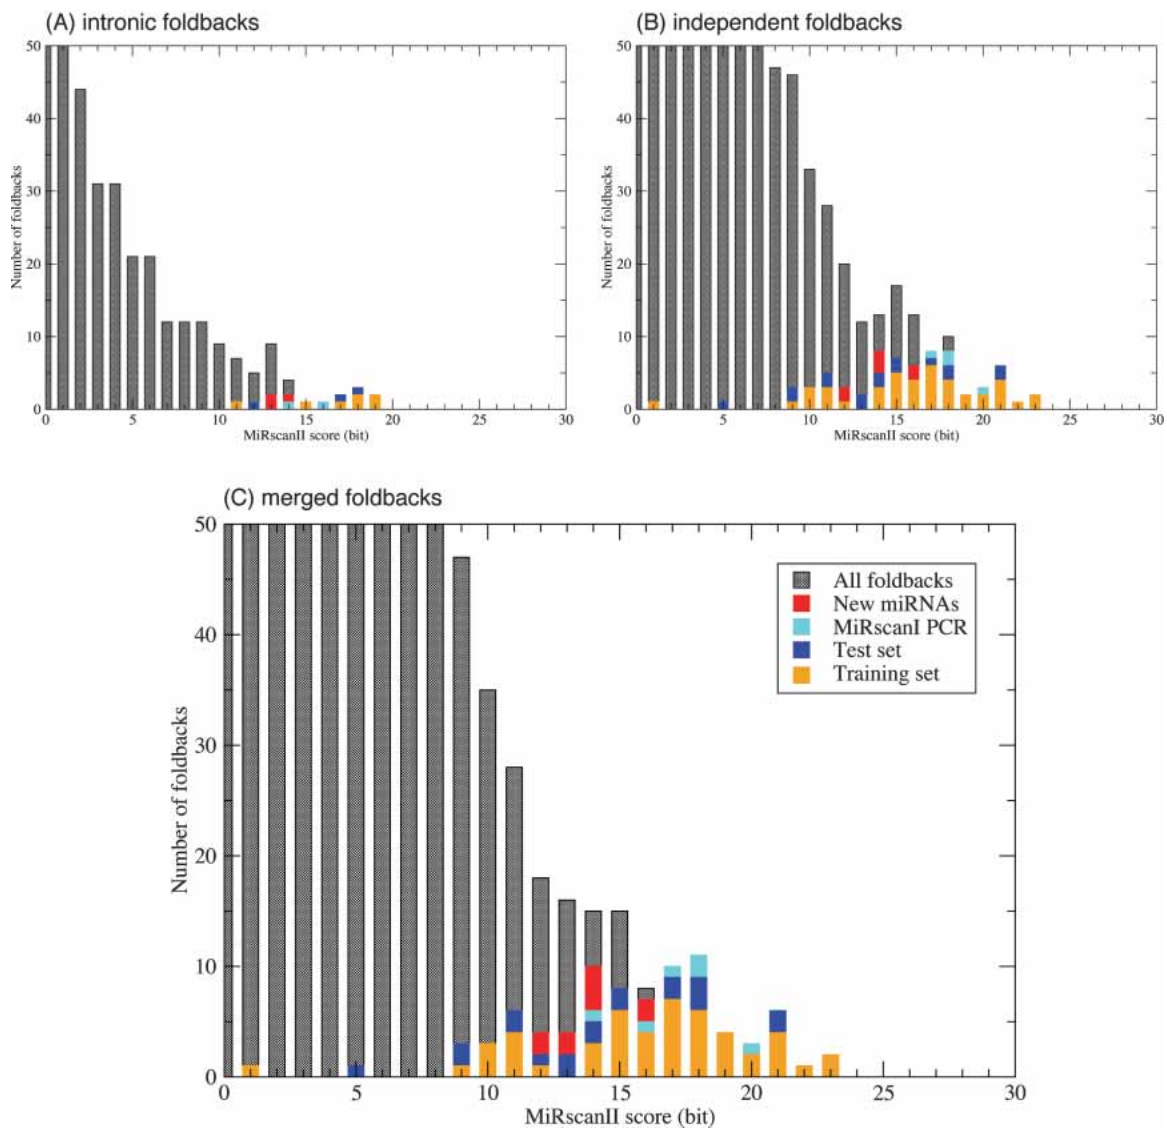 (A) intronic foldbacks
50
40
30
20
10
0
Number of foldbacks
0 5 10 15 20 25 30
MiRscanII score (bit)
(B) independent foldbacks
50
40
30
20
10
0
Number of foldbacks
0 5 10 15 20 25 30
MiRscanII score (bit)
(C) merged foldbacks
50
40
30
20
10
0
Number of foldbacks
All foldbacks
New miRNAs
MiRscanI PCR
Test set
Training set
0 5 10 15 20 25 30
MiRscanII score (bit)